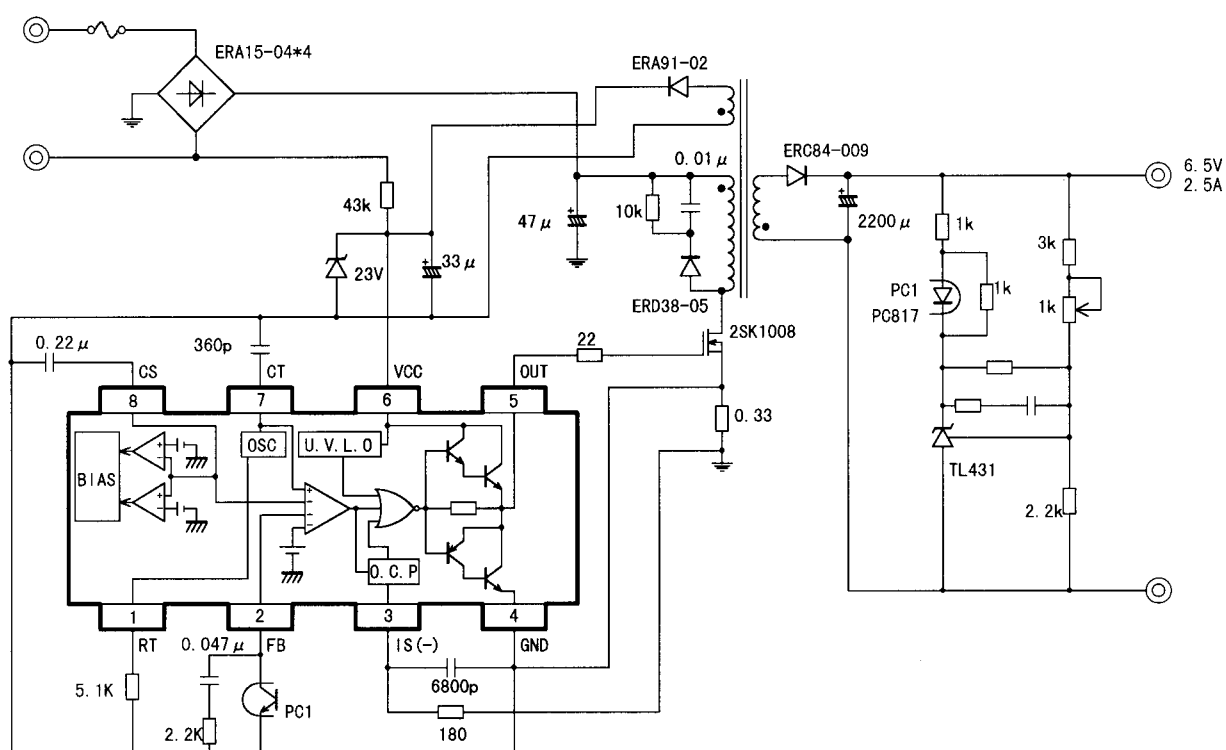 ERA15-04*4
ERA91-02
ERC84-009
6.5V
2.5A
0.01μ
43k
47μ
10k
2200μ
1k
3k
23V
33μ
PC1
PC817
1k
1k
ERD38-05
2SK1008
0.22μ
360p
22
CS
CT
VCC
OUT
8
7
6
5
0.33
OSC
U.V.L.O
BIAS
TL431
2.2k
O.C.P
1
2
3
4
RT
0.047μ
FB
IS(-)
GND
5.1K
6800p
PC1
2.2K
180